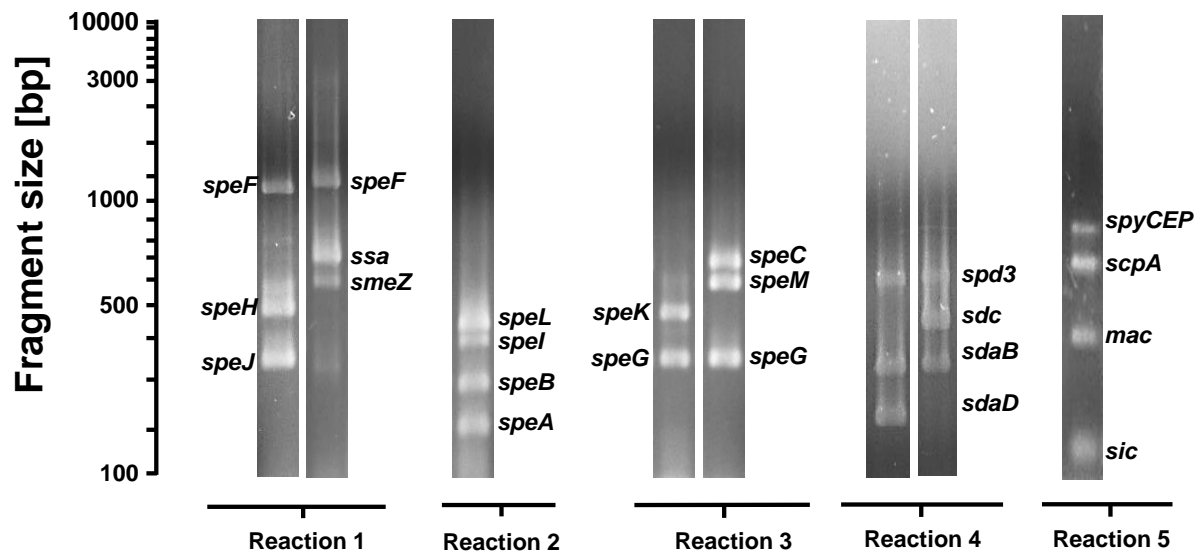 Fragment size [bp]
10000
3000
1000
500
100
speF
speH
speJ
speF
ssa
smeZ
speL
speI
speB
speA
speK
speG
speC
speM
speG
spd3
sdc
sdaB
sdaD
spyCEP
scpA
mac
sic
Reaction 1
Reaction 2
Reaction 3
Reaction 4
Reaction 5